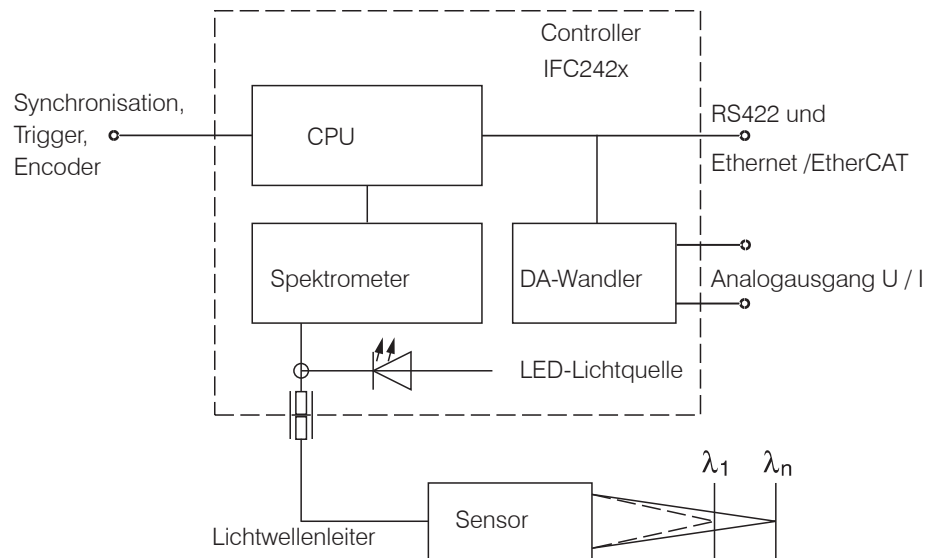 Controller
IFC242x
Synchronisation,
Trigger,
Encoder
CPU
RS422 und
Ethernet /EtherCAT
Spektrometer
DA-Wandler
Analogausgang U / I
LED-Lichtquelle
λ1
λn
Lichtwellenleiter
Sensor